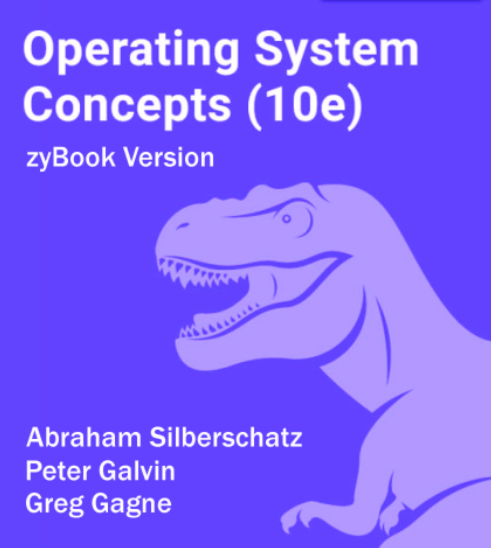 Operating System
Concepts (10e)
zyBook Version
Abraham Silberschatz
Peter Galvin
Greg Gagne